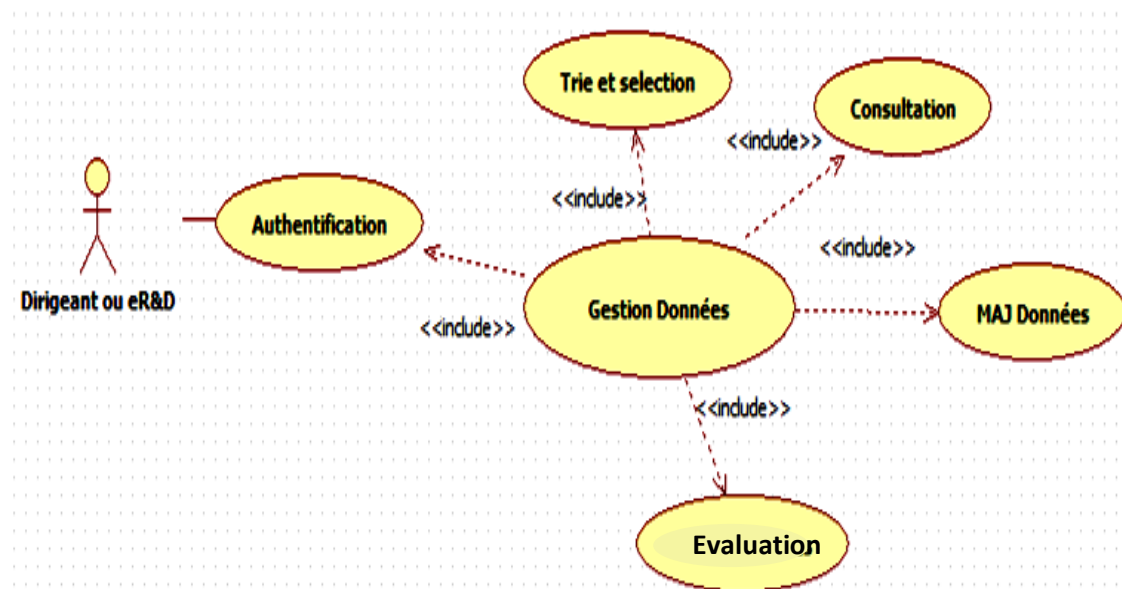 Trie et selection
Consultation
<<include>>
<<include>>
Authentification
<<include>>
Dirigeant ou eR&D
Gestion Données
MAJ Données
<<include>>
<<include>>
Evaluation